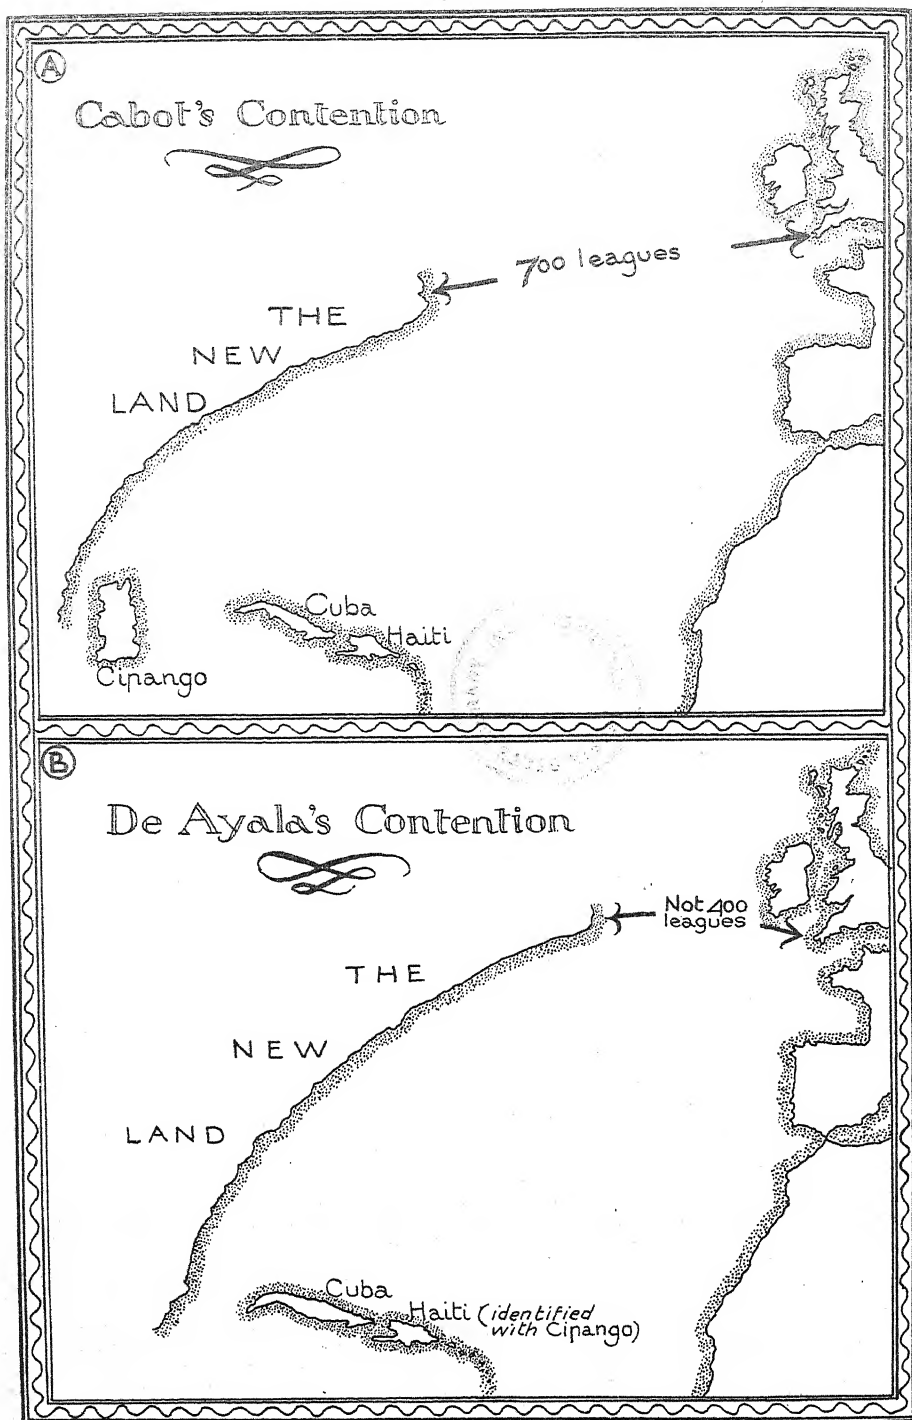 A
Cabot's Contention
700 leagues
THE
NEW
LAND
Cuba
Haiti
Cipango
B
De Ayala's Contention
Not 400
leagues
THE
NEW
LAND
Cuba
Haiti (identified
with Cipango)